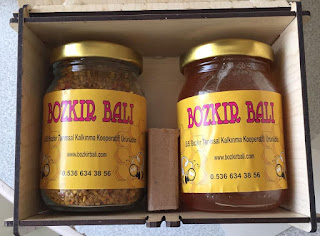 BOZKIR BALI
Bozkır Tarımsal Kalkınma Kooperatifi Ürünüdür
www.bozkirbali.com
0.536 634 38 56
BOZKIR BALI
S.S. Bozkır Tarımsal Kalkınma Kooperatifi Ürünüdür
www.bozkirbali.com
0.536 634 38 56